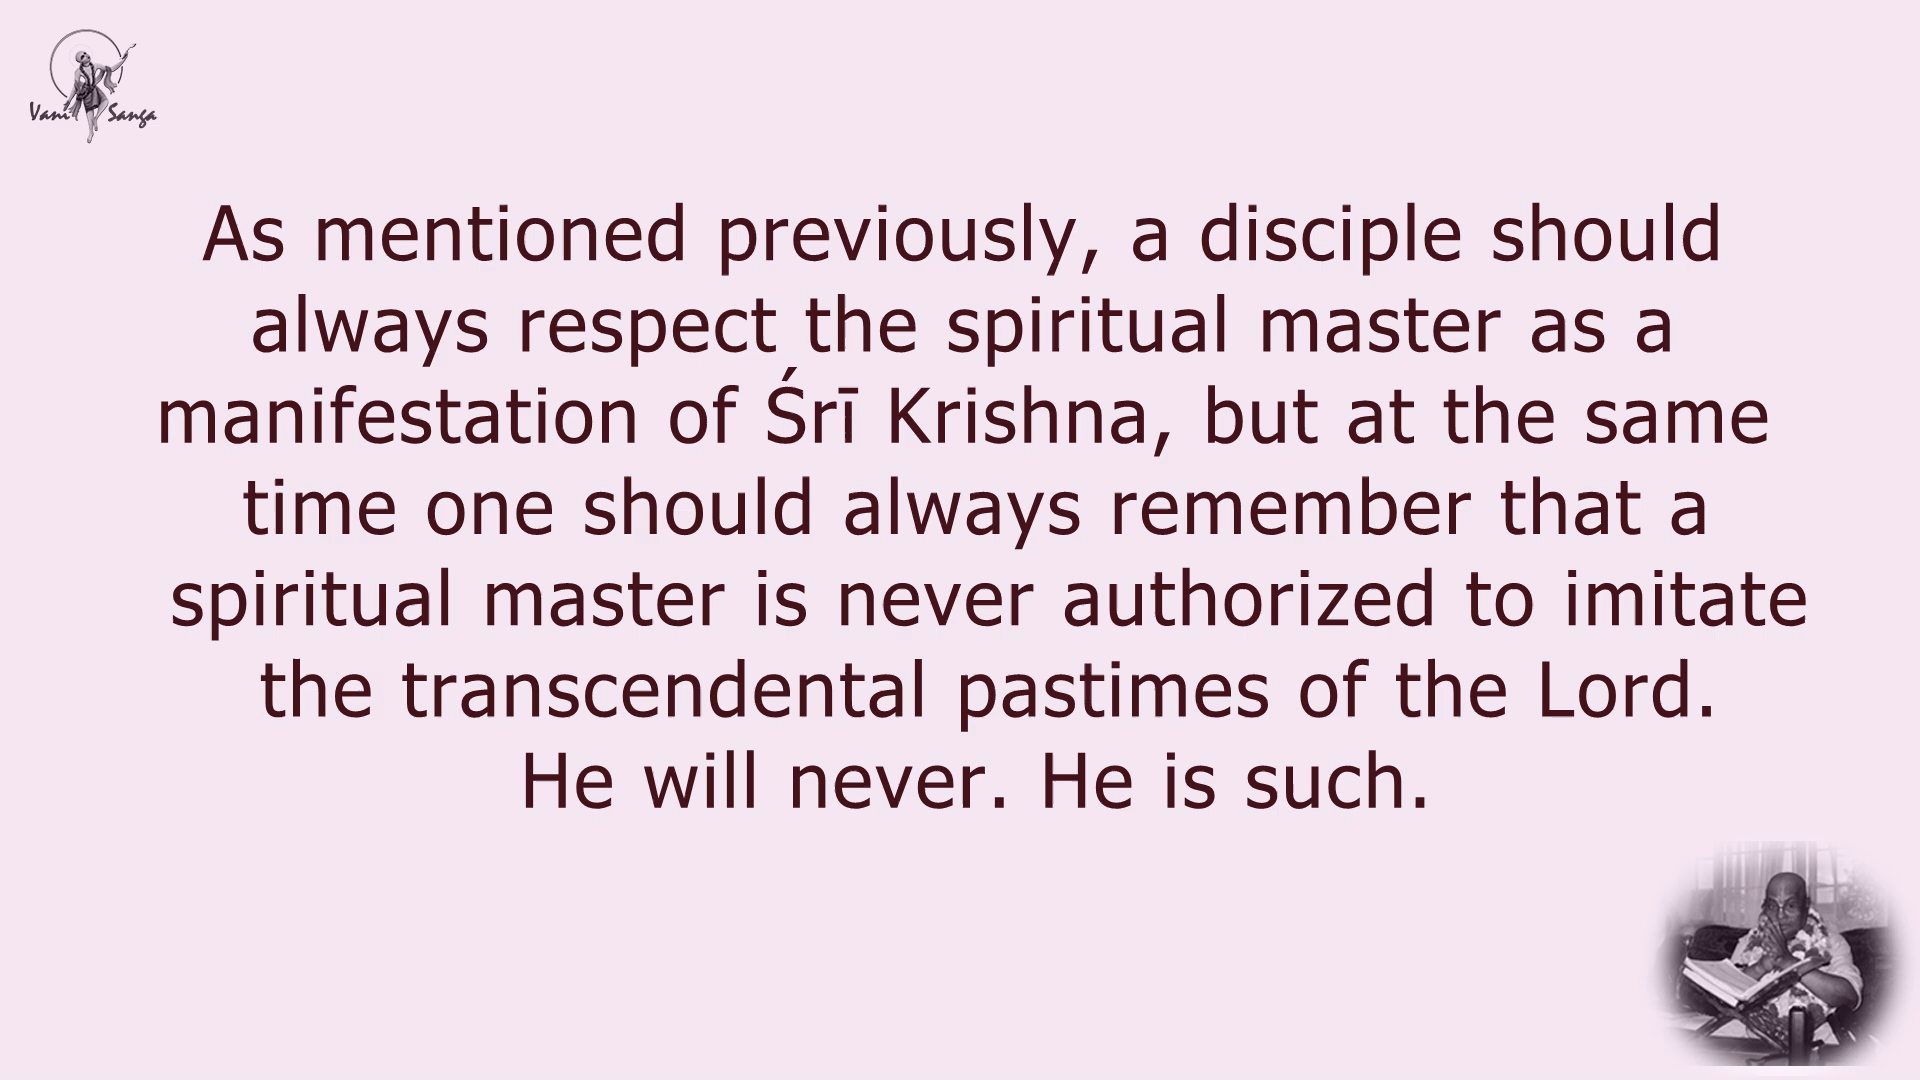 Vani Sanga
As mentioned previously, a disciple should
always respect the spiritual master as a
manifestation of Śrī Krishna, but at the same
time one should always remember that a
spiritual master is never authorized to imitate
the transcendental pastimes of the Lord.
He will never. He is such.